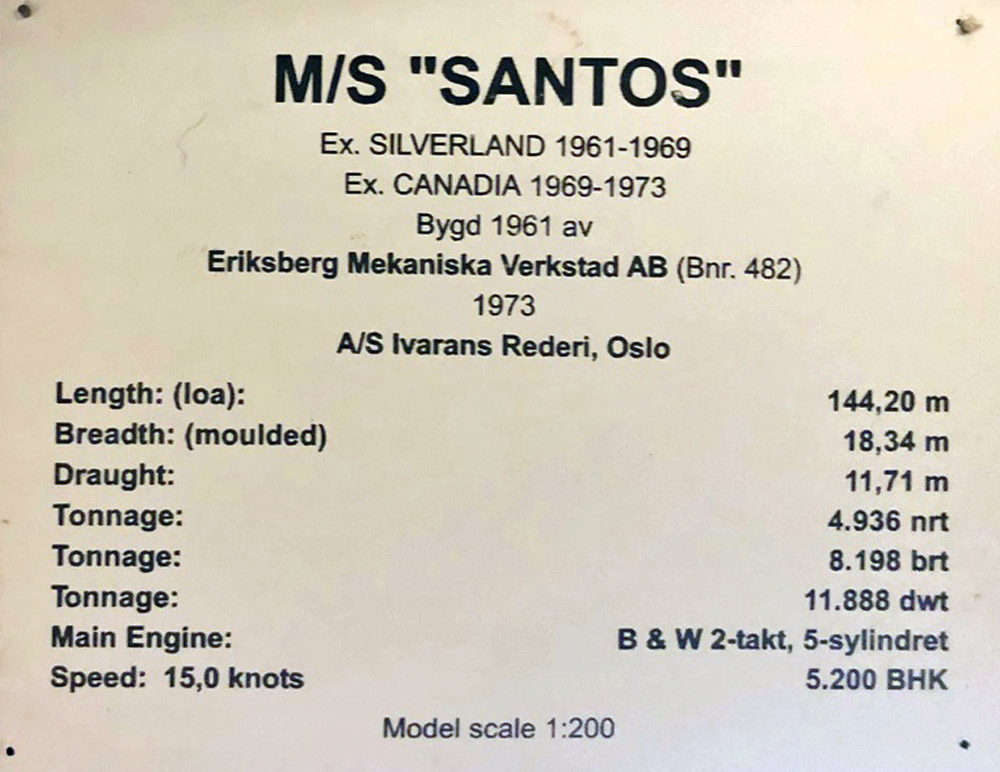 M/S "SANTOS"
Ex. SILVERLAND 1961-1969
Ex. CANADIA 1969-1973
Bygd 1961 av
Eriksberg Mekaniska Verkstad AB (Bnr. 482)
1973
A/S Ivarans Rederi, Oslo
Length: (loa): 144,20 m
Breadth: (moulded) 18,34 m
Draught: 11,71 m
Tonnage: 4.936 nrt
Tonnage: 8.198 brt
Tonnage: 11.888 dwt
Main Engine: B & W 2-takt, 5-sylindret
Speed: 15,0 knots 5.200 BHK
Model scale 1:200